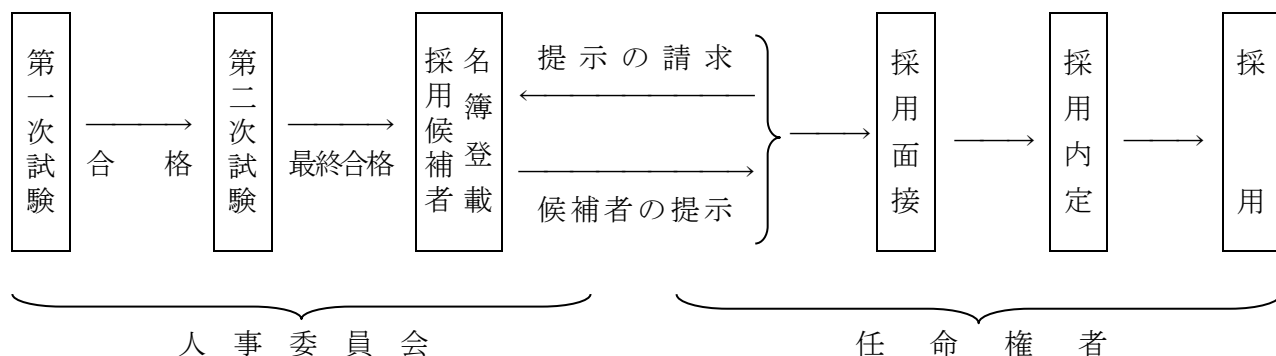 第一次試験
合格
第二次試験
最終合格
採用候補者
名簿登載
提示の請求
候補者の提示
採用面接
採用内定
採用
人事委員会
任命権者